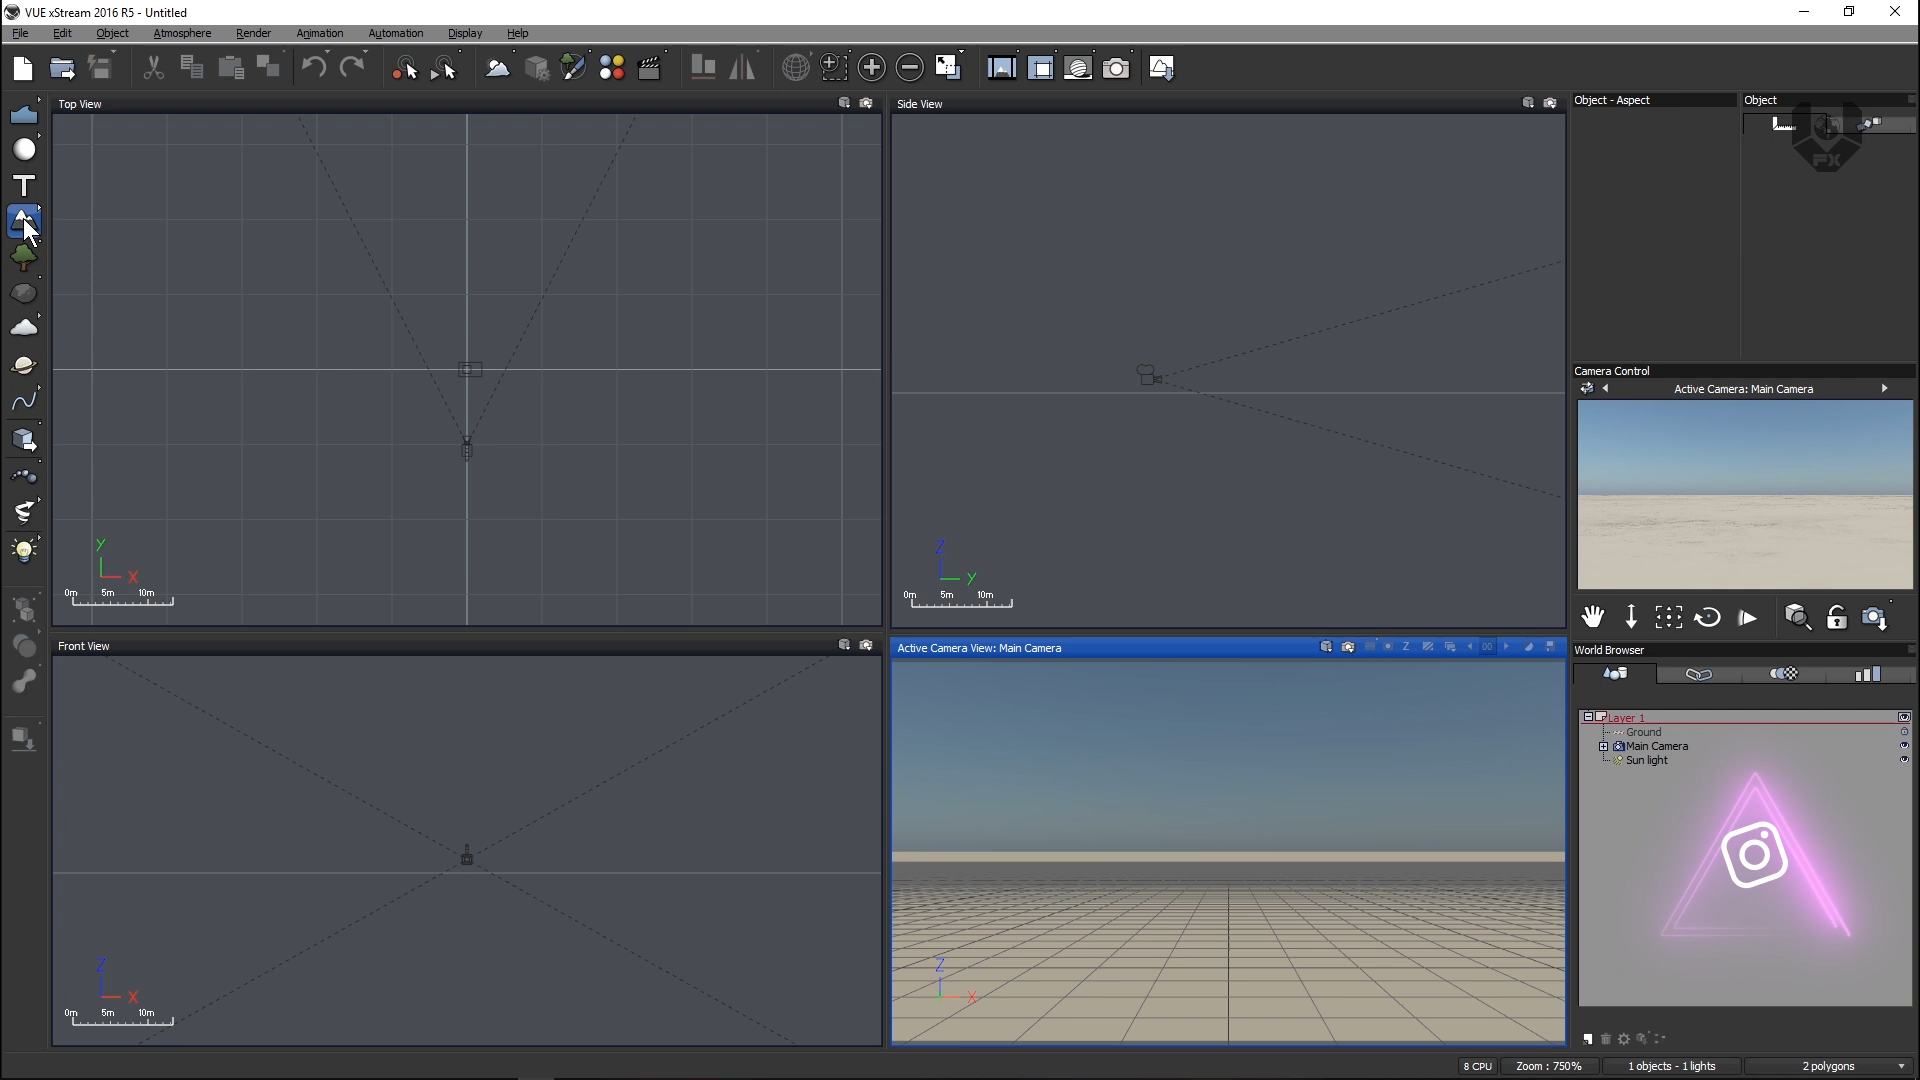 VUE xStream 2016 R5 - Untitled
File Edit Object Atmosphere Render Animation Automation Display Help
Top View
Side View
Object - Aspect
Object
FX
Y
X
0m 5m 10m
Z
Y
0m 5m 10m
Camera Control
Active Camera: Main Camera
Front View
Z
X
0m 5m 10m
Active Camera View: Main Camera
Z
00
Z
X
World Browser
Layer 1
Ground
Main Camera
Sun light
8 CPU
Zoom : 750%
1 objects - 1 lights
2 polygons